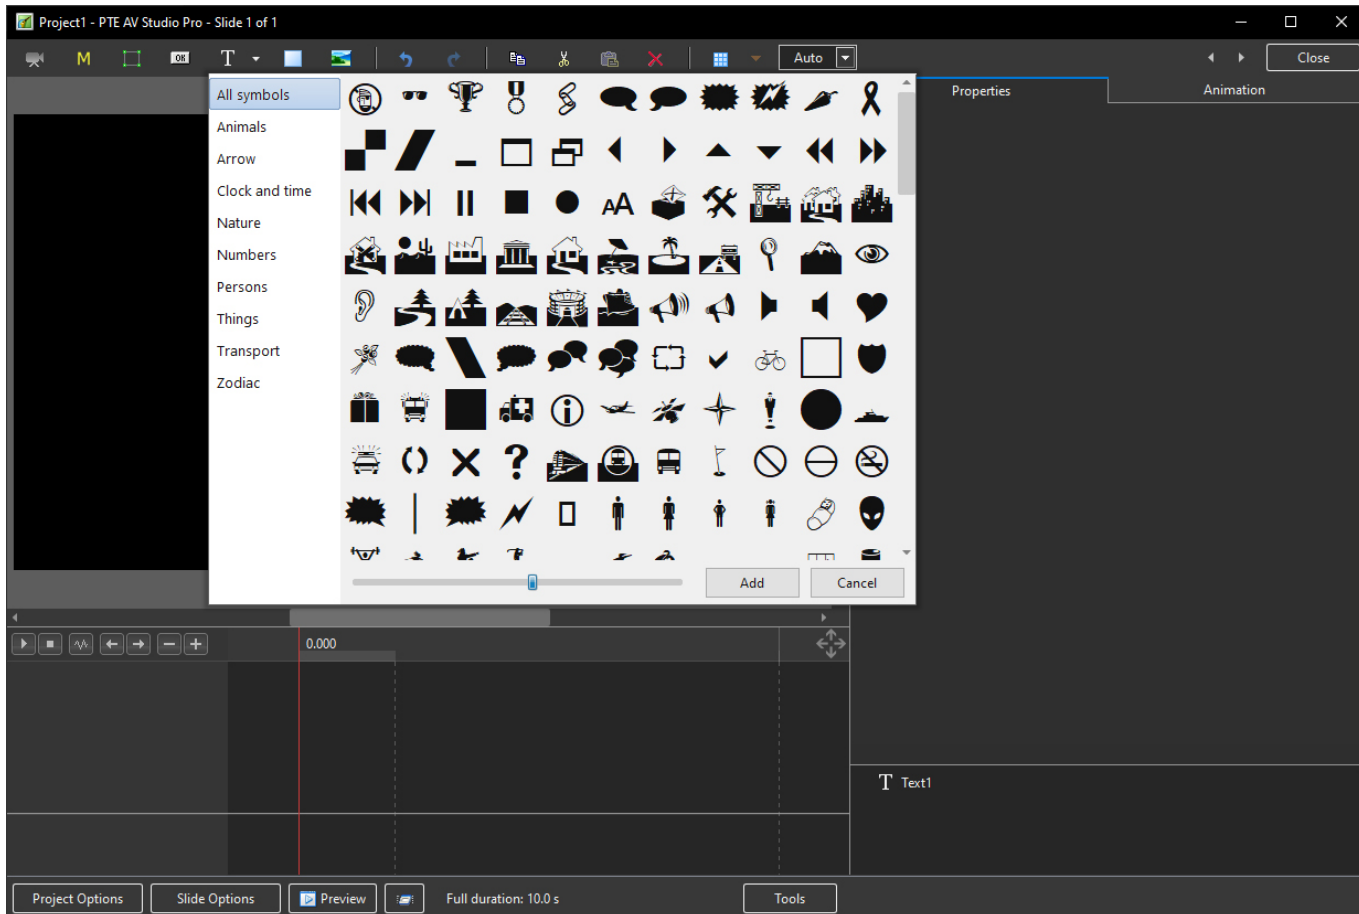 Project1 - PTE AV Studio Pro - Slide 1 of 1
M OK T Auto Close
All symbols
Animals
Arrow
Clock and time
Nature
Numbers
Persons
Things
Transport
Zodiac
AA
Add Cancel
Properties Animation
0.000
T Text1
Project Options Slide Options Preview Full duration: 10.0 s Tools